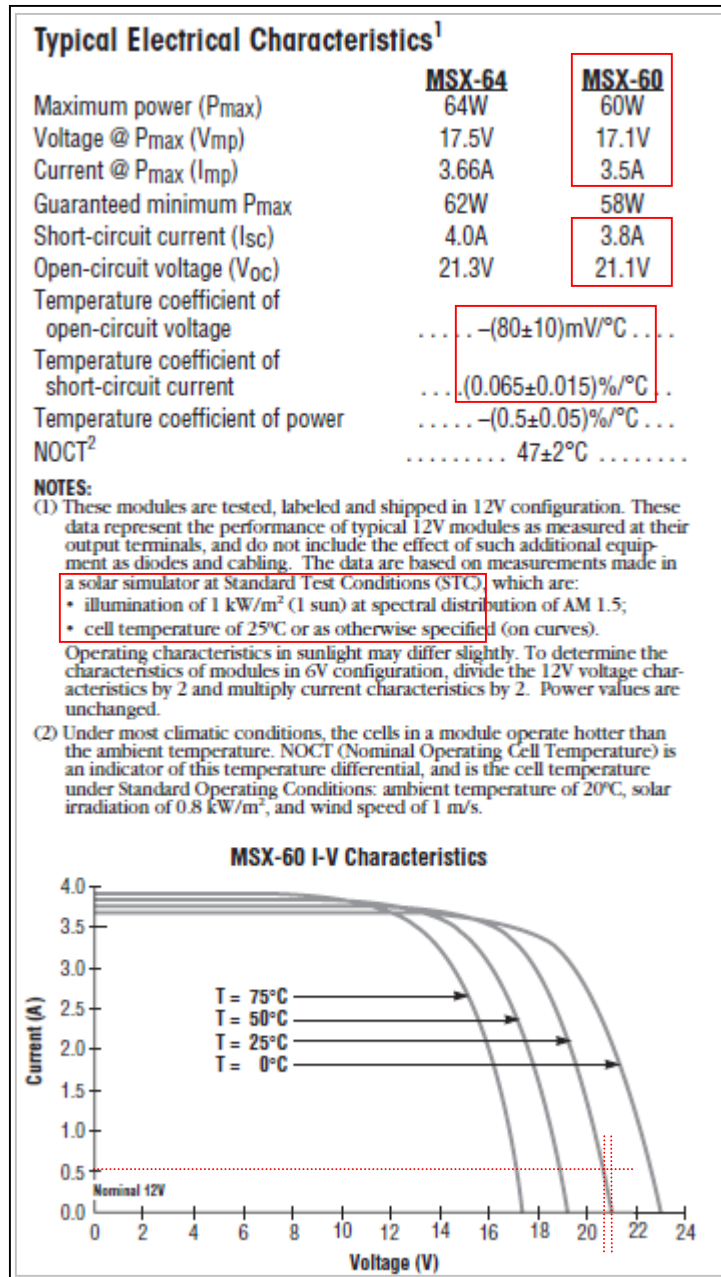 Typical Electrical Characteristics¹
MSX-64 MSX-60
Maximum power (Pmax) 64W 60W
Voltage @ Pmax (Vmp) 17.5V 17.1V
Current @ Pmax (Imp) 3.66A 3.5A
Guaranteed minimum Pmax 62W 58W
Short-circuit current (Isc) 4.0A 3.8A
Open-circuit voltage (Voc) 21.3V 21.1V
Temperature coefficient of
open-circuit voltage . . . . . –(80±10)mV/°C . . . .
Temperature coefficient of
short-circuit current . . . .(0.065±0.015)%/°C . .
Temperature coefficient of power . . . . . –(0.5±0.05)%/°C . . .
NOCT² . . . . . . . . . 47±2°C . . . . . . . .
NOTES:
(1) These modules are tested, labeled and shipped in 12V configuration. These
data represent the performance of typical 12V modules as measured at their
output terminals, and do not include the effect of such additional equip-
ment as diodes and cabling. The data are based on measurements made in
a solar simulator at Standard Test Conditions (STC), which are:
• illumination of 1 kW/m² (1 sun) at spectral distribution of AM 1.5;
• cell temperature of 25°C or as otherwise specified (on curves).
Operating characteristics in sunlight may differ slightly. To determine the
characteristics of modules in 6V configuration, divide the 12V voltage char-
acteristics by 2 and multiply current characteristics by 2. Power values are
unchanged.
(2) Under most climatic conditions, the cells in a module operate hotter than
the ambient temperature. NOCT (Nominal Operating Cell Temperature) is
an indicator of this temperature differential, and is the cell temperature
under Standard Operating Conditions: ambient temperature of 20°C, solar
irradiation of 0.8 kW/m², and wind speed of 1 m/s.
MSX-60 I-V Characteristics
4.0
3.5
3.0
2.5
2.0
1.5
1.0
0.5
0.0
Current (A)
T = 75°C
T = 50°C
T = 25°C
T = 0°C
Nominal 12V
0 2 4 6 8 10 12 14 16 18 20 22 24
Voltage (V)